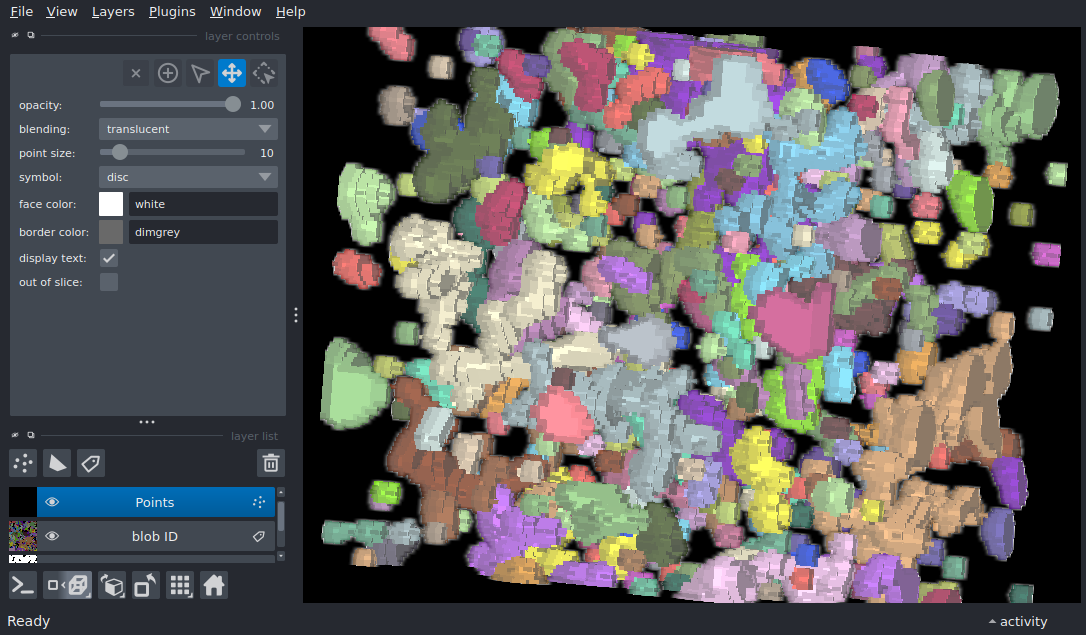 File View Layers Plugins Window Help
layer controls
opacity: 1.00
blending: translucent
point size: 10
symbol: disc
face color: white
border color: dimgrey
display text:
out of slice:
layer list
Points
blob ID
Ready activity